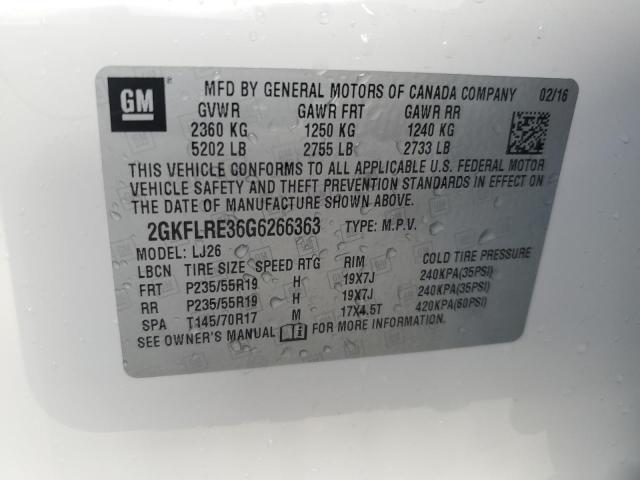 GM ®
MFD BY GENERAL MOTORS OF CANADA COMPANY 02/16
GVWR GAWR FRT GAWR RR
2360 KG 1250 KG 1240 KG
5202 LB 2755 LB 2733 LB
THIS VEHICLE CONFORMS TO ALL APPLICABLE U.S. FEDERAL MOTOR
VEHICLE SAFETY AND THEFT PREVENTION STANDARDS IN EFFECT ON
THE DATE OF MANUFACTURE SHOWN ABOVE.
2GKFLRE36G6266363 TYPE: M.P.V.
MODEL: LJ26
LBCN TIRE SIZE SPEED RTG RIM COLD TIRE PRESSURE
FRT P235/55R19 H 19X7J 240KPA(35PSI)
RR P235/55R19 H 19X7J 240KPA(35PSI)
SPA T145/70R17 M 17X4.5T 420KPA(60PSI)
SEE OWNER'S MANUAL FOR MORE INFORMATION.